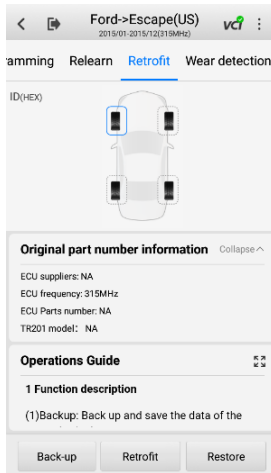 Ford->Escape(US)
2015/01-2015/12(315MHz)
VCI
ramming Relearn Retrofit Wear detection
ID(HEX)
Original part number information Collapse
ECU suppliers: NA
ECU frequency: 315MHz
ECU Parts number: NA
TR201 model: NA
Operations Guide
1 Function description
(1)Backup: Back up and save the data of the
Back-up Retrofit Restore